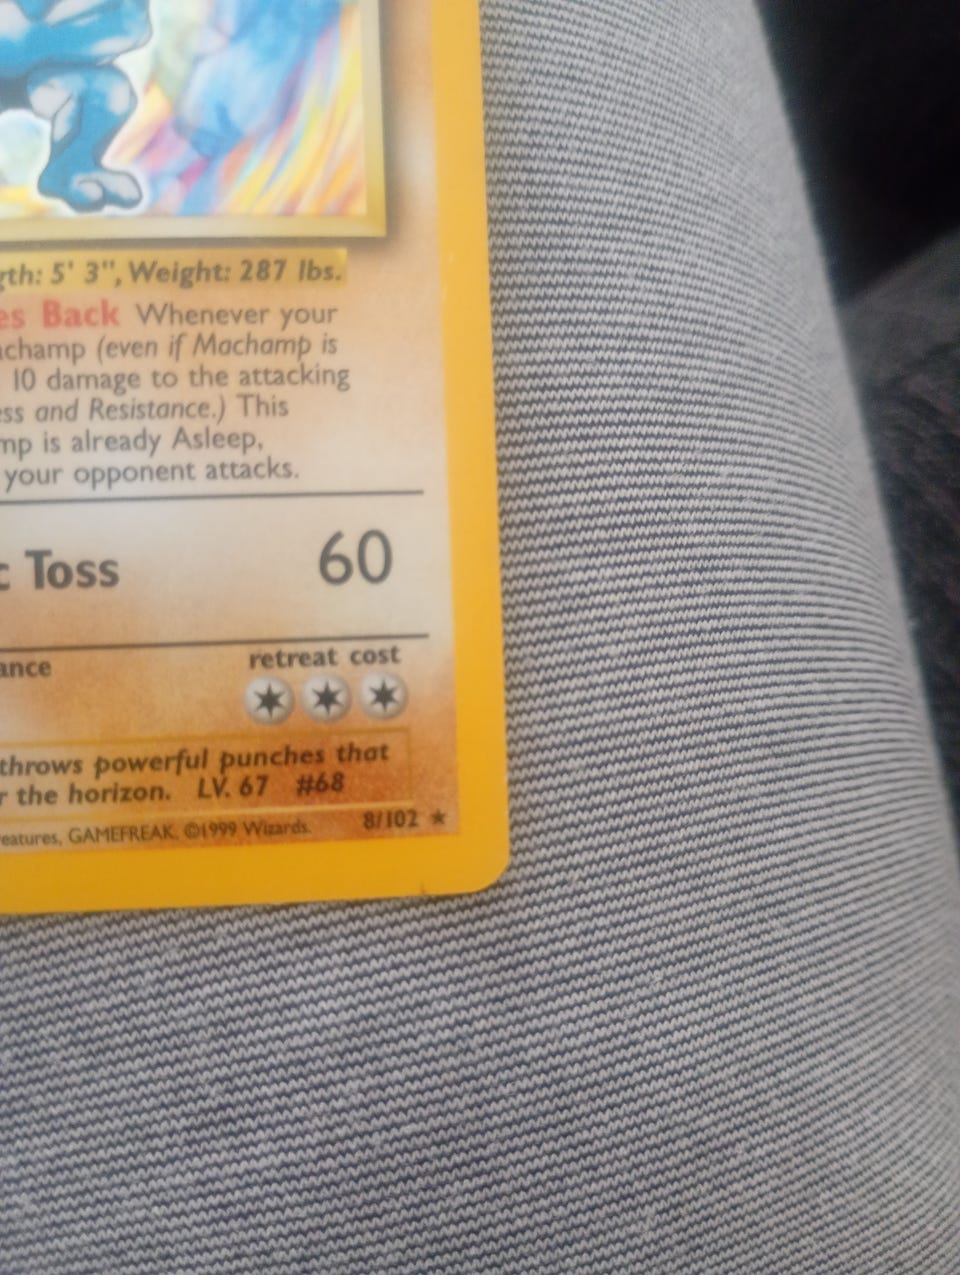 gth: 5' 3", Weight: 287 lbs.
es Back Whenever your
achamp (even if Machamp is
10 damage to the attacking
ess and Resistance.) This
mp is already Asleep,
your opponent attacks.
c Toss 60
ance retreat cost
throws powerful punches that
r the horizon. LV. 67 #68
eatures, GAMEFREAK. ©1999 Wizards. 8/102 ★